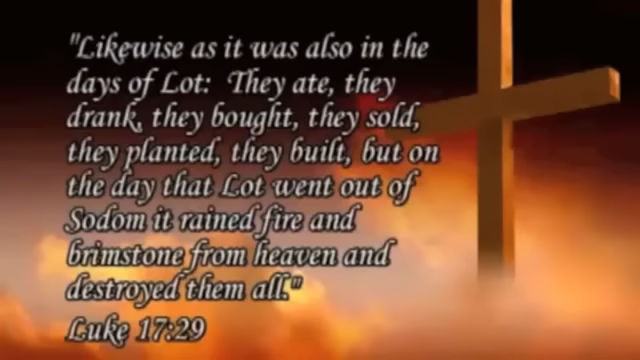 "Likewise as it was also in the
days of Lot: They ate, they
drank, they bought, they sold,
they planted, they built, but on
the day that Lot went out of
Sodom it rained fire and
brimstone from heaven and
destroyed them all."
Luke 17:29